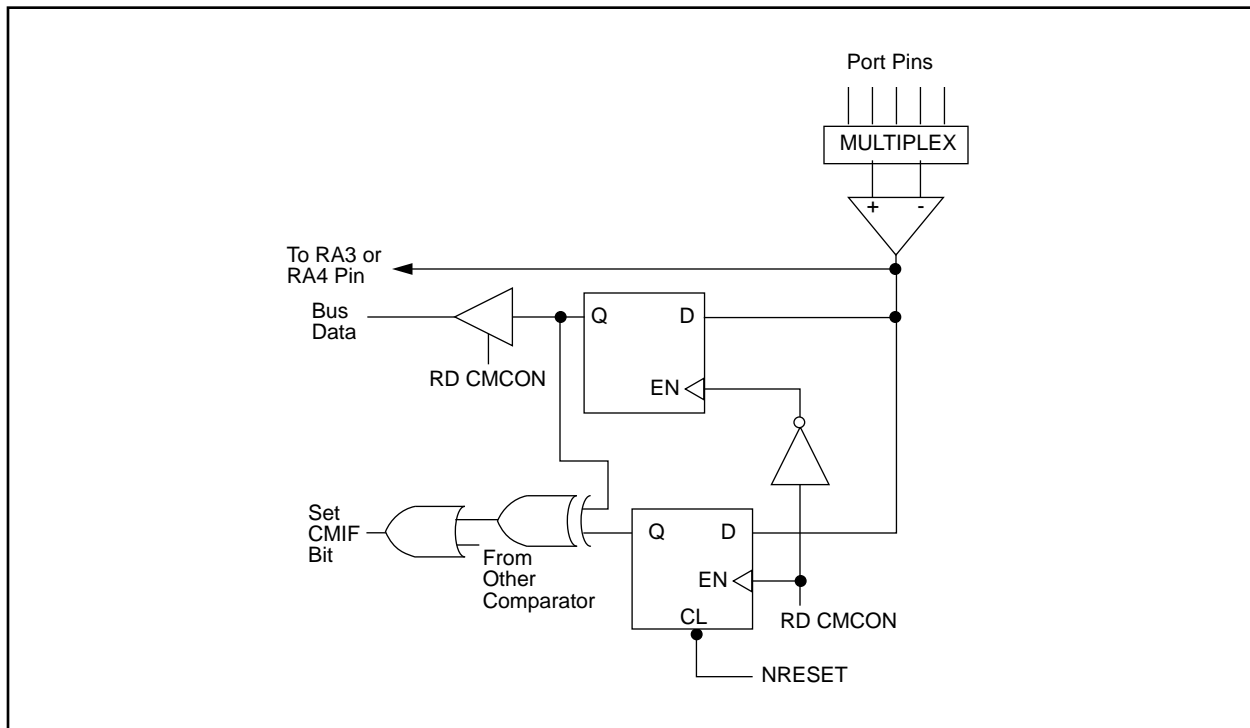 Port Pins
MULTIPLEX
+ -
To RA3 or
RA4 Pin
Bus
Data
Q D
EN
RD CMCON
Set
CMIF
Bit
From
Other
Comparator
Q D
EN
CL
RD CMCON
NRESET